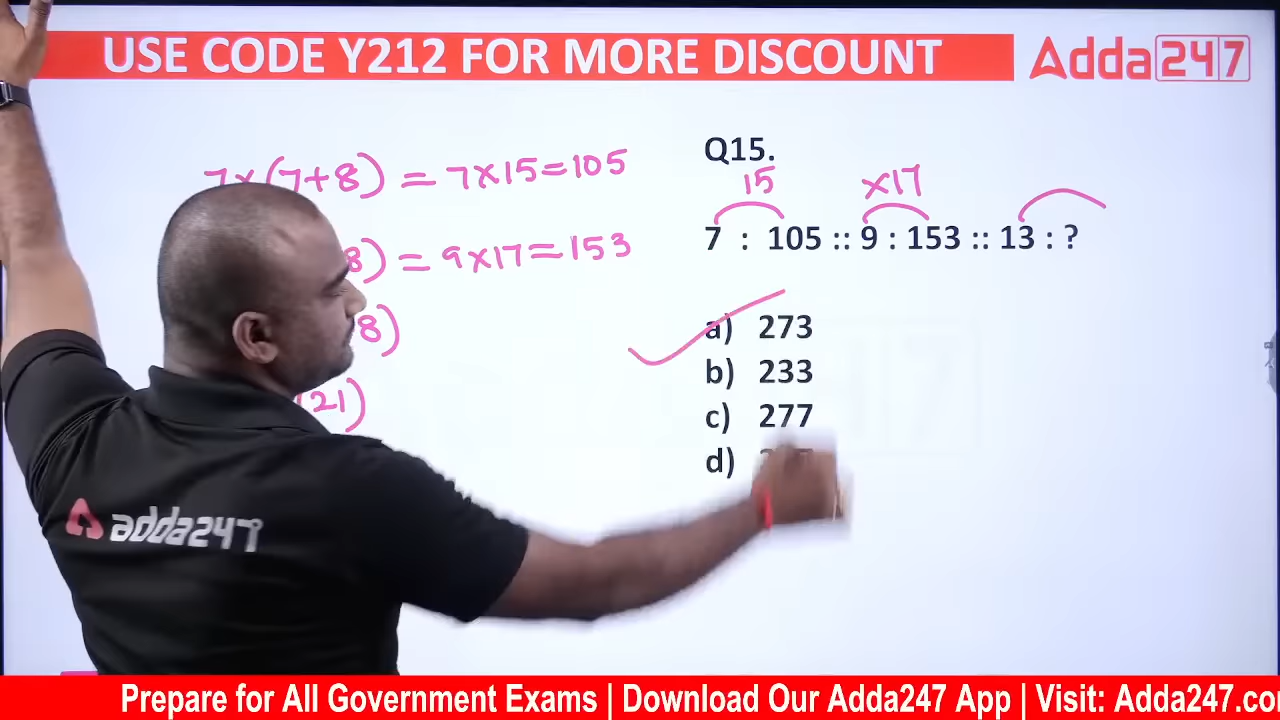 USE CODE Y212 FOR MORE DISCOUNT
Adda247
7×(7+8) = 7×15=105
8) = 9×17=153
8)
21)
Q15.
15 ×17
7 : 105 :: 9 : 153 :: 13 : ?
a) 273
b) 233
c) 277
d)
adda247
Prepare for All Government Exams | Download Our Adda247 App | Visit: Adda247.co